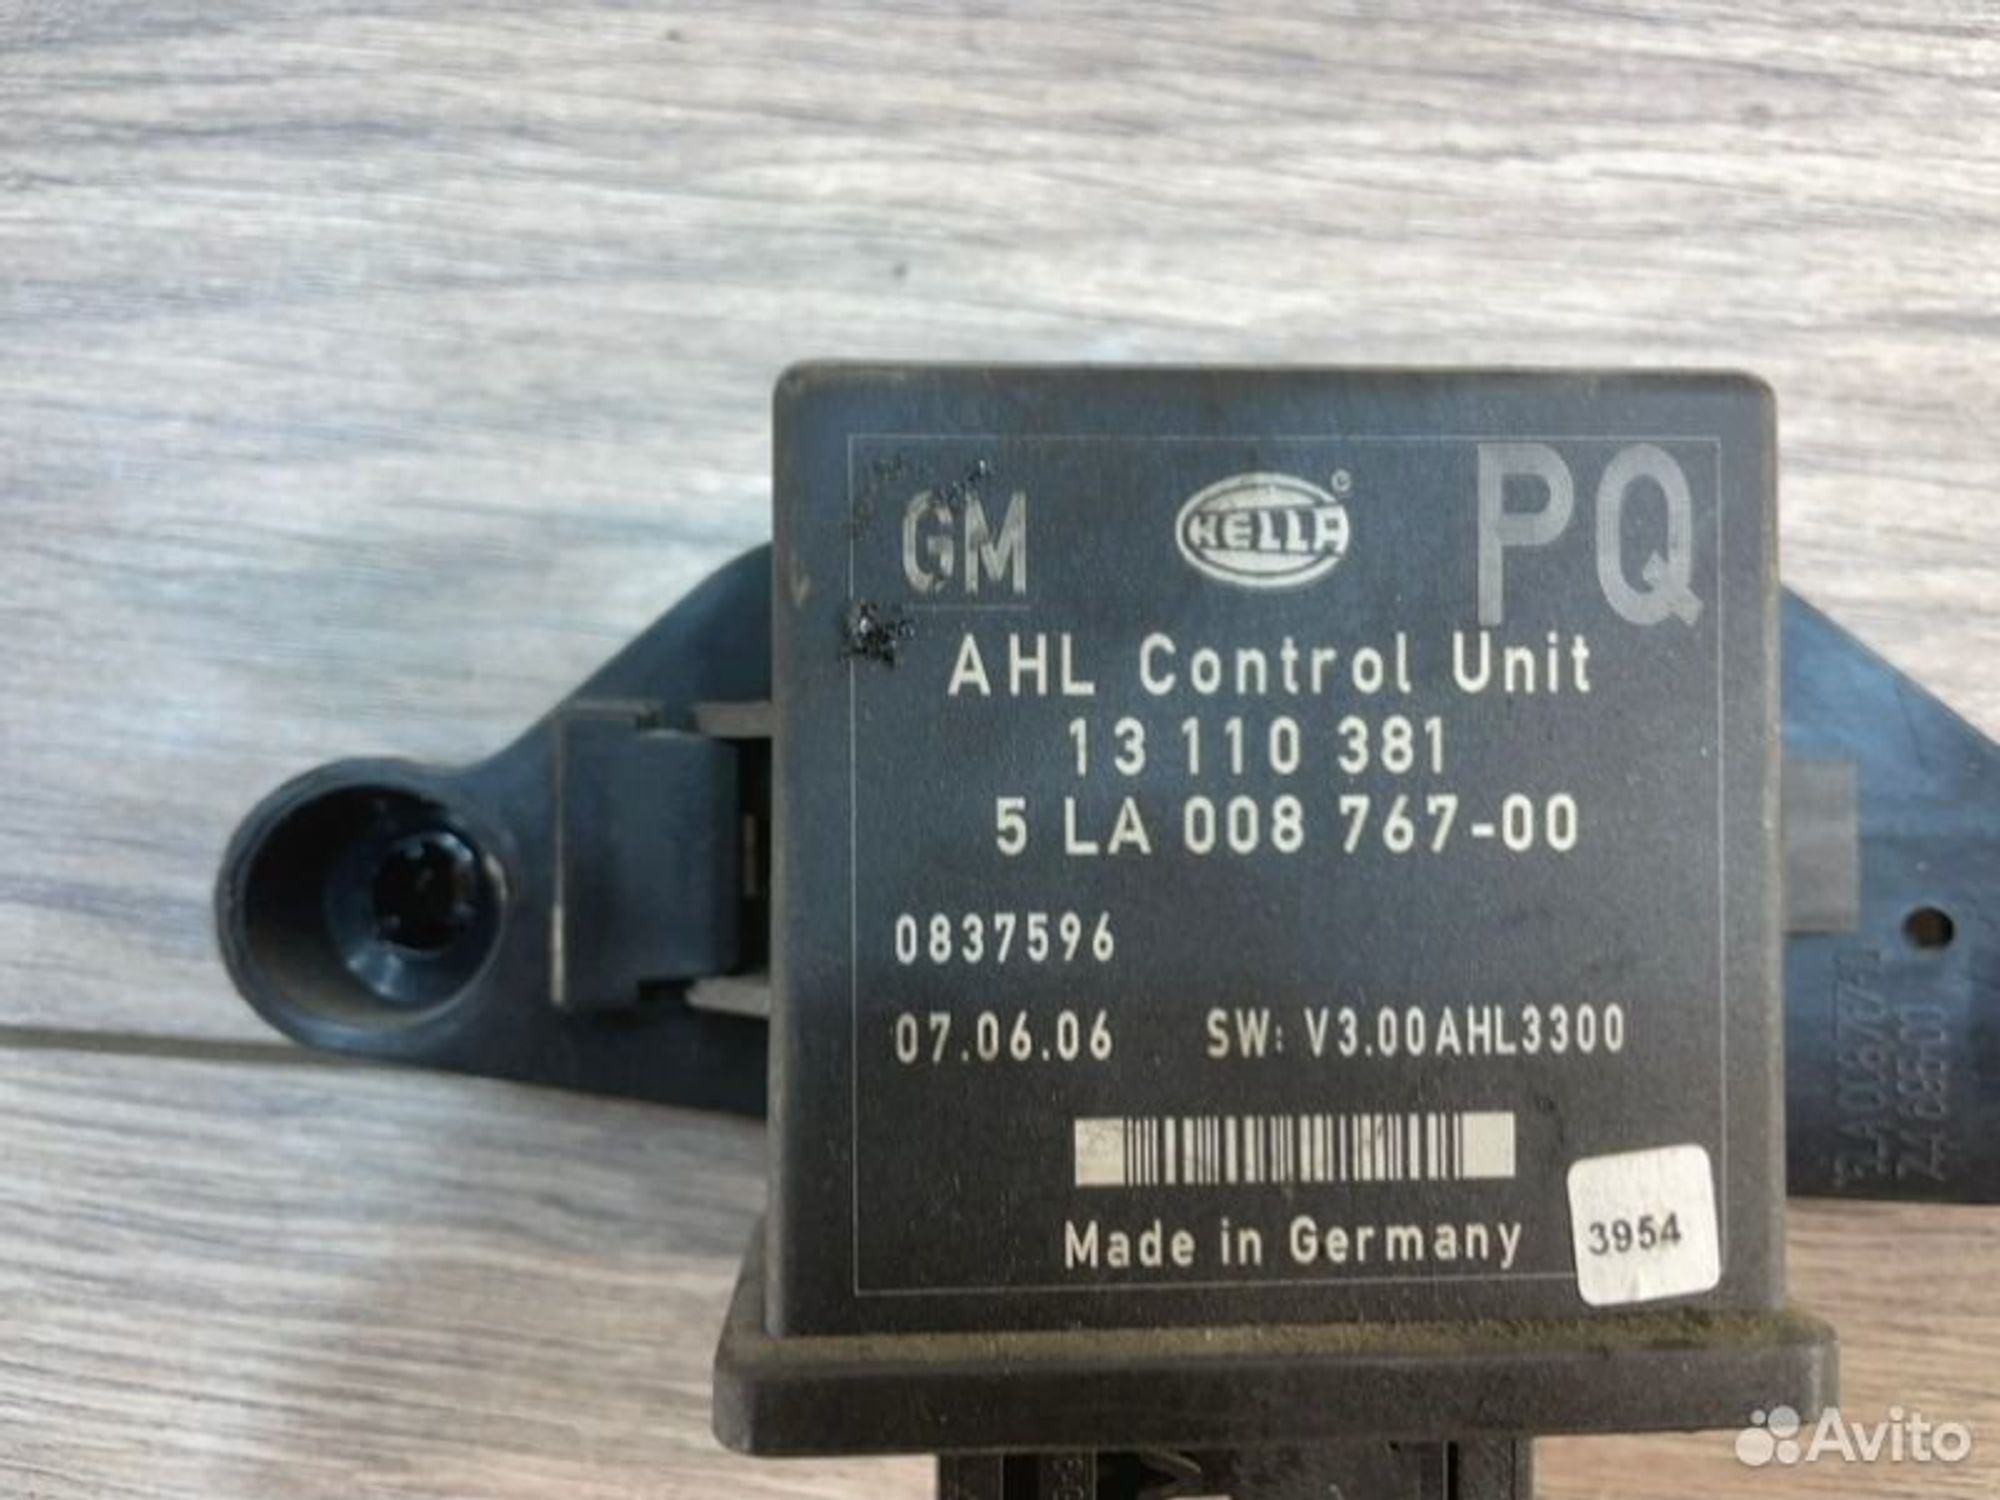 GM HELLA © PQ
AHL Control Unit
13 110 381
5 LA 008 767-00
0837596
07.06.06 SW: V3.00AHL3300
Made in Germany
3954
Avito